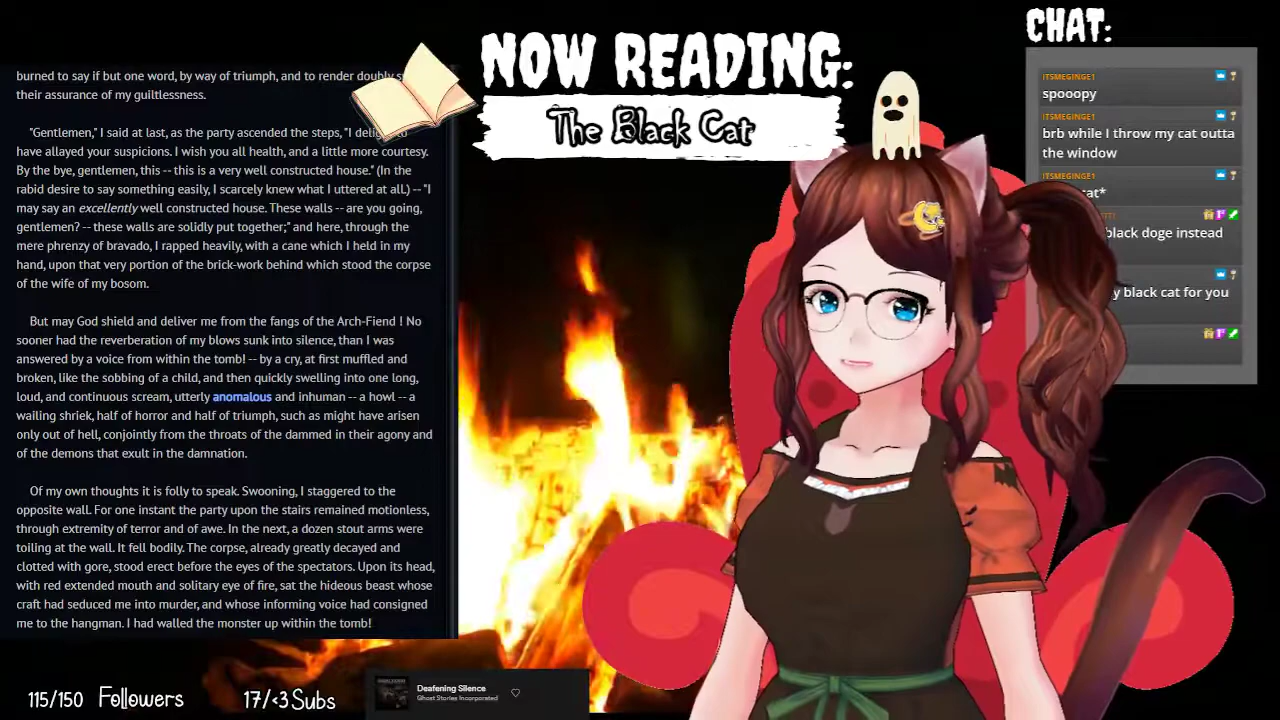 NOW READING:
The Black Cat
CHAT:
burned to say if but one word, by way of triumph, and to render doubly
their assurance of my guiltlessness.
"Gentlemen," I said at last, as the party ascended the steps, "I
have allayed your suspicions. I wish you all health, and a little more courtesy.
By the bye, gentlemen, this -- this is a very well constructed house." (In the
rabid desire to say something easily, I scarcely knew what I uttered at all.) -- "I
may say an excellently well constructed house. These walls -- are you going,
gentlemen? -- these walls are solidly put together;" and here, through the
mere phrenzy of bravado, I rapped heavily, with a cane which I held in my
hand, upon that very portion of the brick-work behind which stood the corpse
of the wife of my bosom.
But may God shield and deliver me from the fangs of the Arch-Fiend ! No
sooner had the reverberation of my blows sunk into silence, than I was
answered by a voice from within the tomb! -- by a cry, at first muffled and
broken, like the sobbing of a child, and then quickly swelling into one long,
loud, and continuous scream, utterly anomalous and inhuman -- a howl -- a
wailing shriek, half of horror and half of triumph, such as might have arisen
only out of hell, conjointly from the throats of the dammed in their agony and
of the demons that exult in the damnation.
Of my own thoughts it is folly to speak. Swooning, I staggered to the
opposite wall. For one instant the party upon the stairs remained motionless,
through extremity of terror and of awe. In the next, a dozen stout arms were
toiling at the wall. It fell bodily. The corpse, already greatly decayed and
clotted with gore, stood erect before the eyes of the spectators. Upon its head,
with red extended mouth and solitary eye of fire, sat the hideous beast whose
craft had seduced me into murder, and whose informing voice had consigned
me to the hangman. I had walled the monster up within the tomb!
ITSMEGINGE1
spooopy
ITSMEGINGE1
brb while I throw my cat outta
the window
ITSMEGINGE1
black doge instead
black cat for you
115/150 Followers
17/<3 Subs
Deafening Silence
Ghost Stories Incorporated